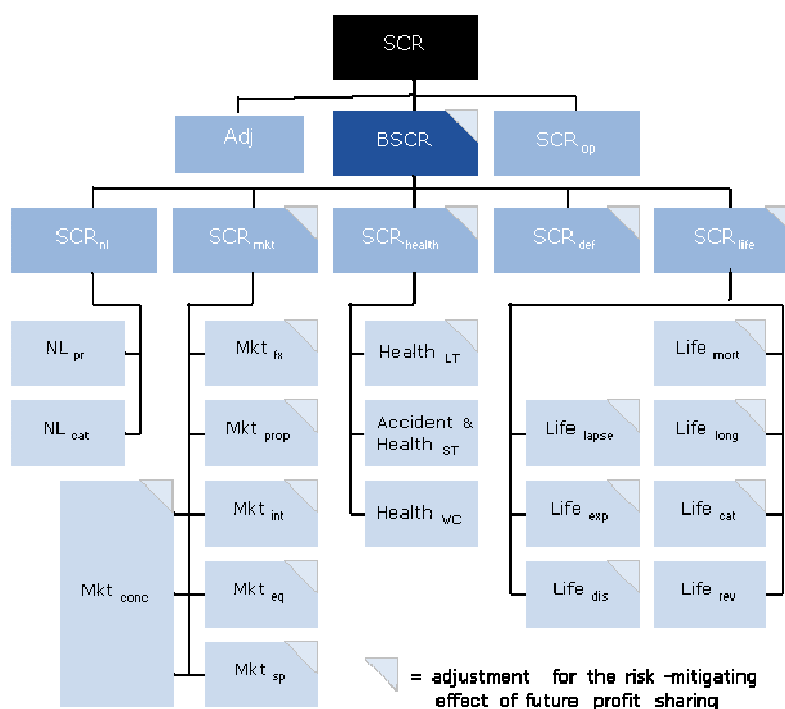 SCR
Adj
BSCR
SCR op
SCR nl
SCR mkt
SCR health
SCR def
SCR life
NL pr
Mkt fx
Health LT
Life mort
NL cat
Mkt prop
Accident &
Health ST
Life lapse
Life long
Mkt conc
Mkt int
Health WC
Life exp
Life cat
Mkt eq
Life dis
Life rev
Mkt sp
= adjustment for the risk -mitigating
effect of future profit sharing